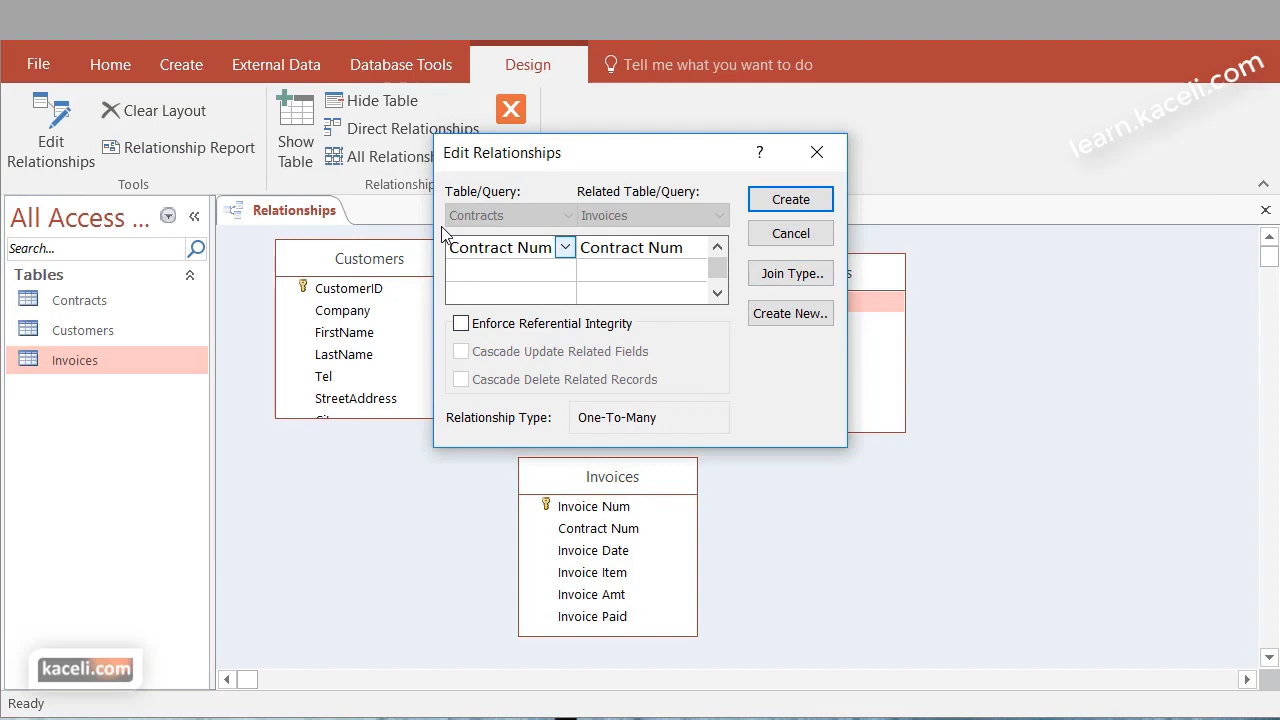 File
Home
Create
External Data
Database Tools
Design
Tell me what you want to do
learn.kaceli.com
Edit
Relationships
Clear Layout
Relationship Report
Tools
Show
Table
Hide Table
Direct Relationships
All Relations
Relationship
All Access ...
Search...
Tables
Contracts
Customers
Invoices
Relationships
Customers
CustomerID
Company
FirstName
LastName
Tel
StreetAddress
Edit Relationships
?
Table/Query:
Related Table/Query:
Contracts
Invoices
Contract Num
Contract Num
Enforce Referential Integrity
Cascade Update Related Fields
Cascade Delete Related Records
Relationship Type:
One-To-Many
Create
Cancel
Join Type..
Create New..
s
Invoices
Invoice Num
Contract Num
Invoice Date
Invoice Item
Invoice Amt
Invoice Paid
kaceli.com
Ready